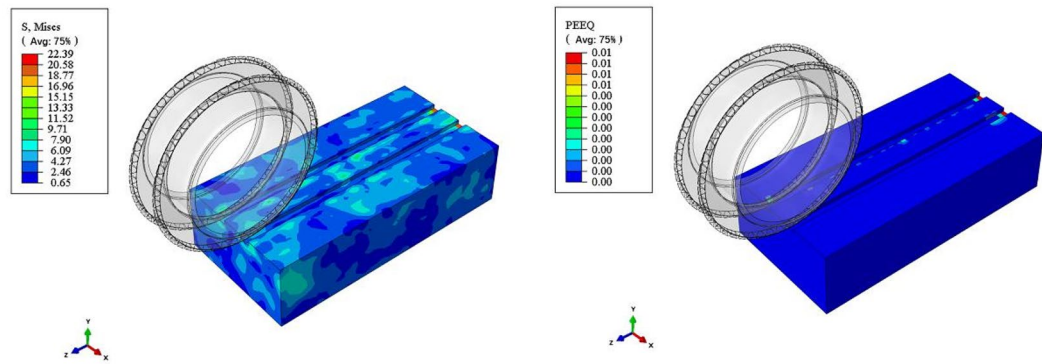 S, Mises
( Avg: 75% )
22.39
20.58
18.77
16.96
15.15
13.33
11.52
9.71
7.90
6.09
4.27
2.46
0.65
Y
Z
X
PEEQ
( Avg: 75% )
0.01
0.01
0.01
0.00
0.00
0.00
0.00
0.00
0.00
0.00
0.00
0.00
0.00
Y
Z
X